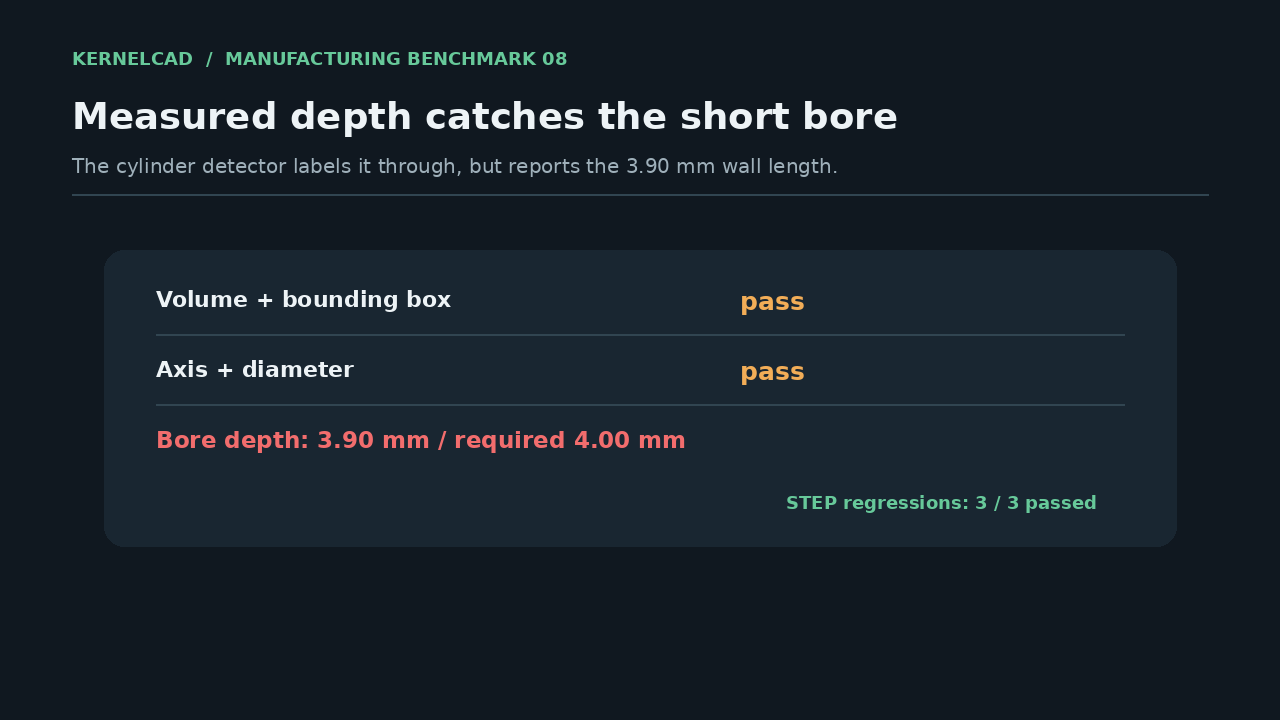 KERNELCAD / MANUFACTURING BENCHMARK 08
Measured depth catches the short bore
The cylinder detector labels it through, but reports the 3.90 mm wall length.
Volume + bounding box pass
Axis + diameter pass
Bore depth: 3.90 mm / required 4.00 mm
STEP regressions: 3 / 3 passed